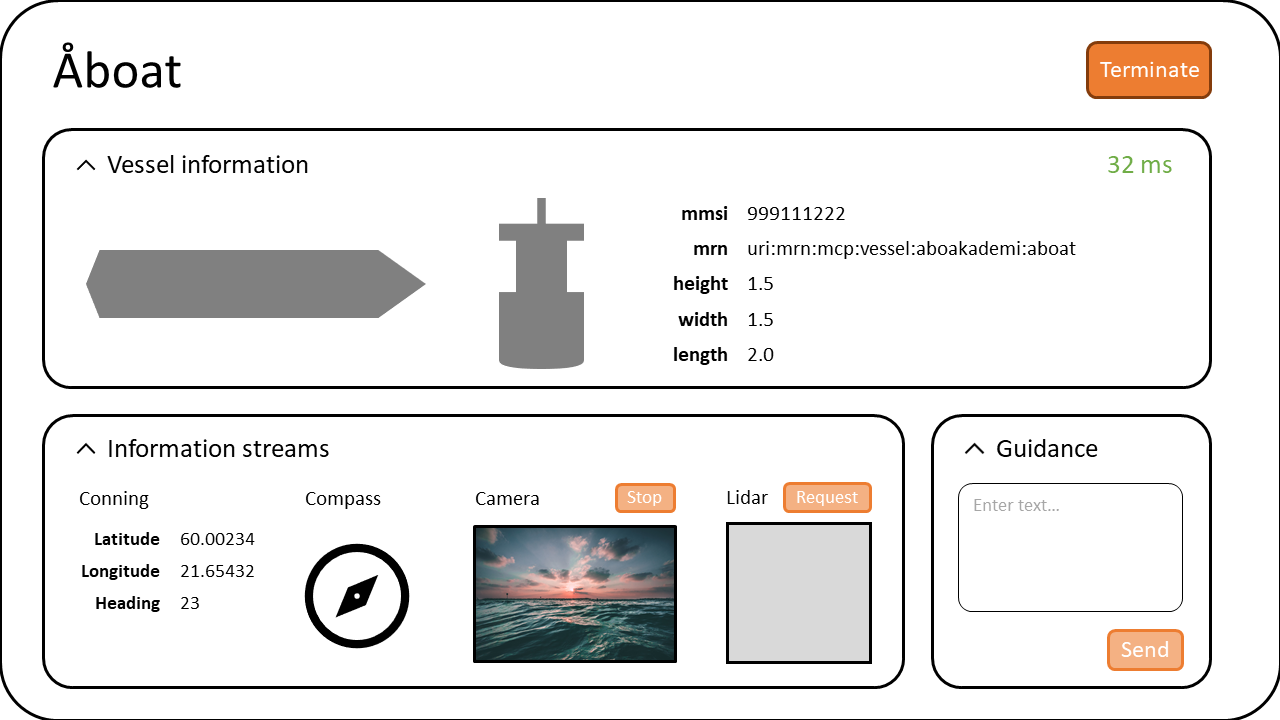 Åboat
Terminate
Vessel information
32 ms
mmsi 999111222
mrn uri:mrn:mcp:vessel:aboakademi:aboat
height 1.5
width 1.5
length 2.0
Information streams
Conning
Latitude 60.00234
Longitude 21.65432
Heading 23
Compass
Camera
Stop
Lidar
Request
Guidance
Enter text...
Send